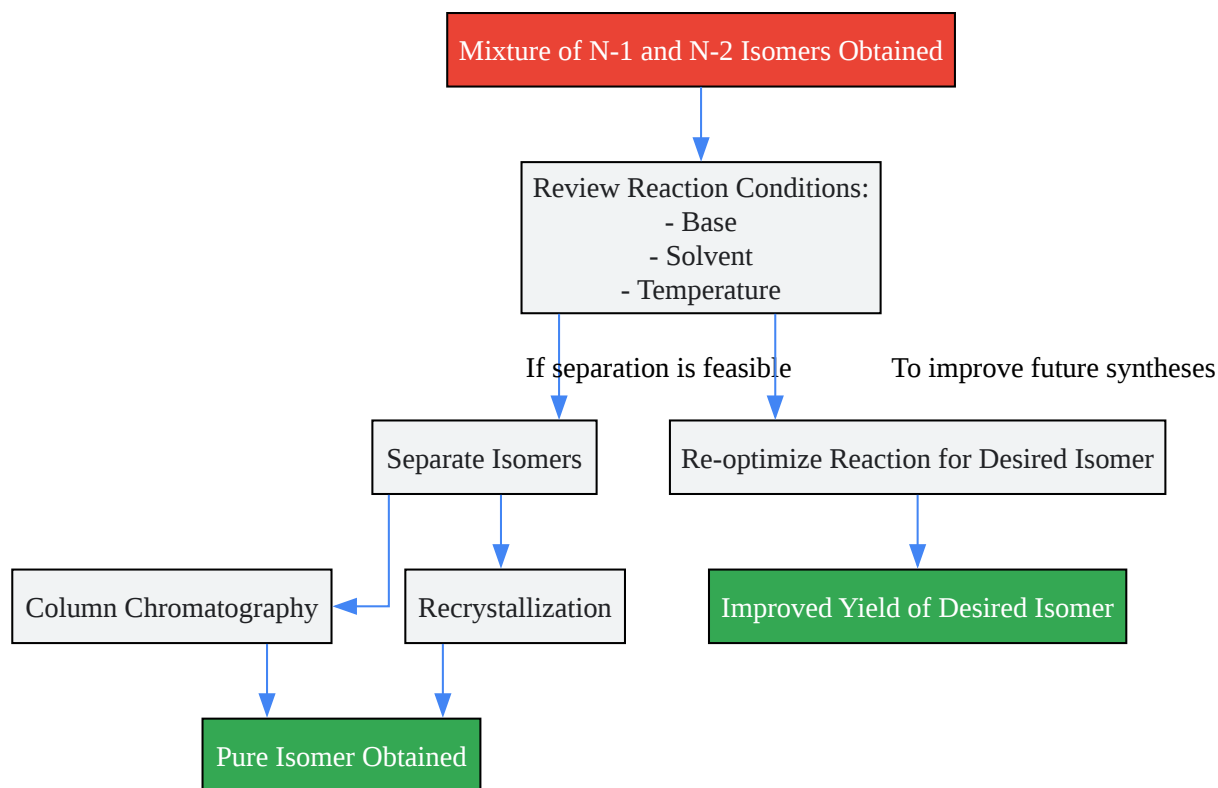 Mixture of N-1 and N-2 Isomers Obtained
Review Reaction Conditions:
- Base
- Solvent
- Temperature
If separation is feasible
To improve future syntheses
Separate Isomers
Re-optimize Reaction for Desired Isomer
Column Chromatography
Recrystallization
Improved Yield of Desired Isomer
Pure Isomer Obtained